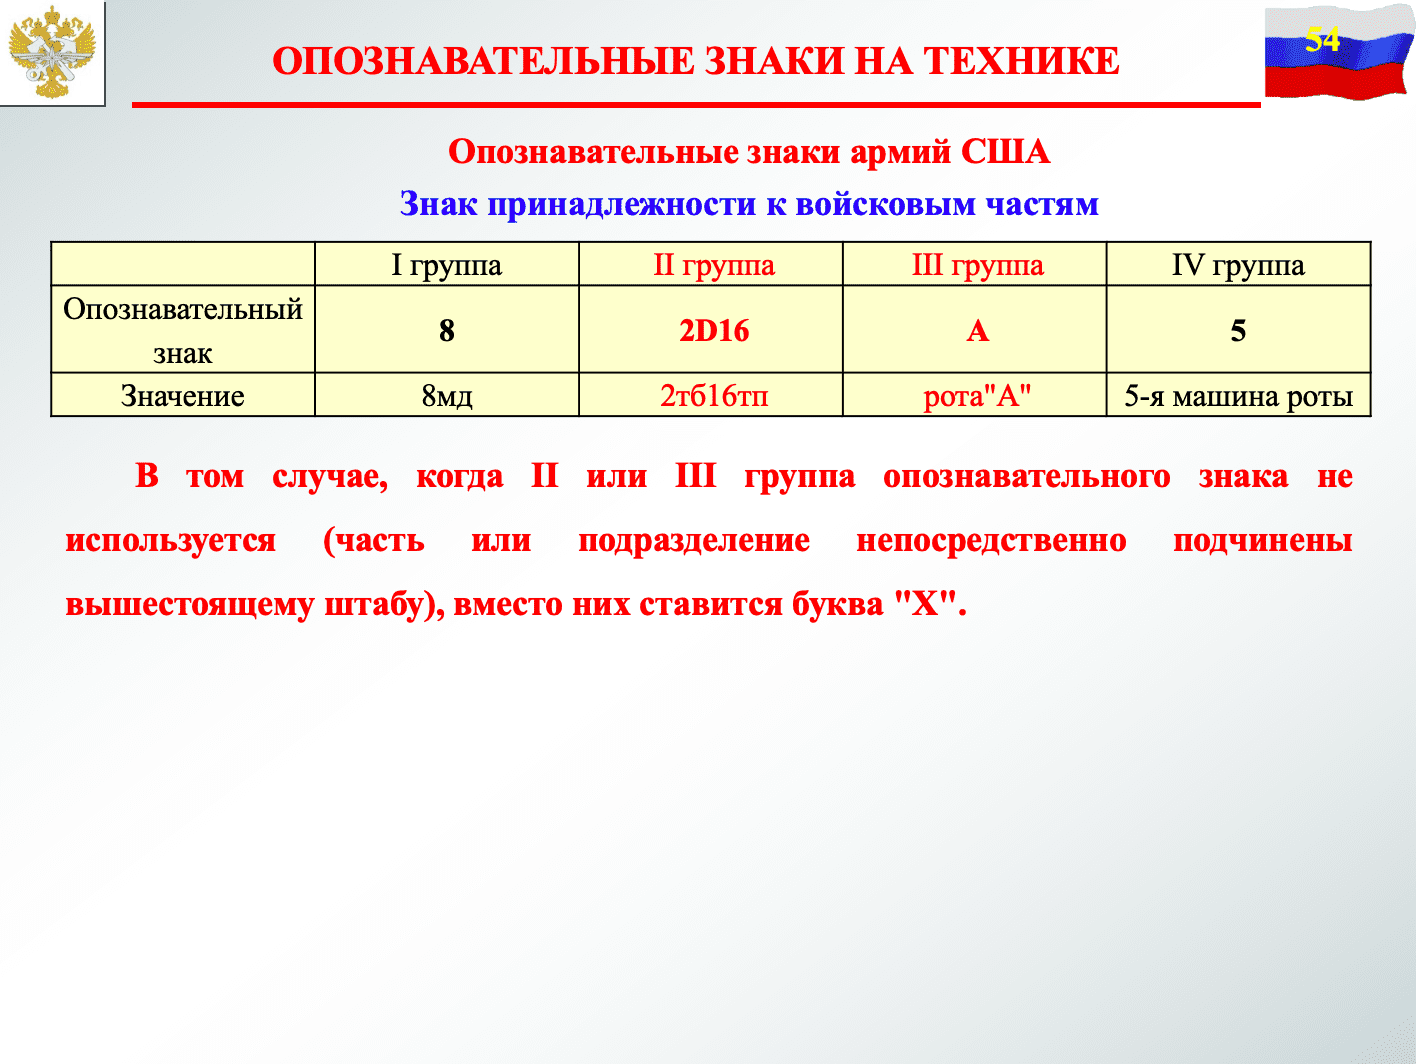 54
ОПОЗНАВАТЕЛЬНЫЕ ЗНАКИ НА ТЕХНИКЕ
Опознавательные знаки армий США
Знак принадлежности к войсковым частям
I группа II группа III группа IV группа
Опознавательный знак 8 2D16 A 5
Значение 8мд 2тб16тп рота"А" 5-я машина роты
В том случае, когда II или III группа опознавательного знака не
используется (часть или подразделение непосредственно подчинены
вышестоящему штабу), вместо них ставится буква "Х".